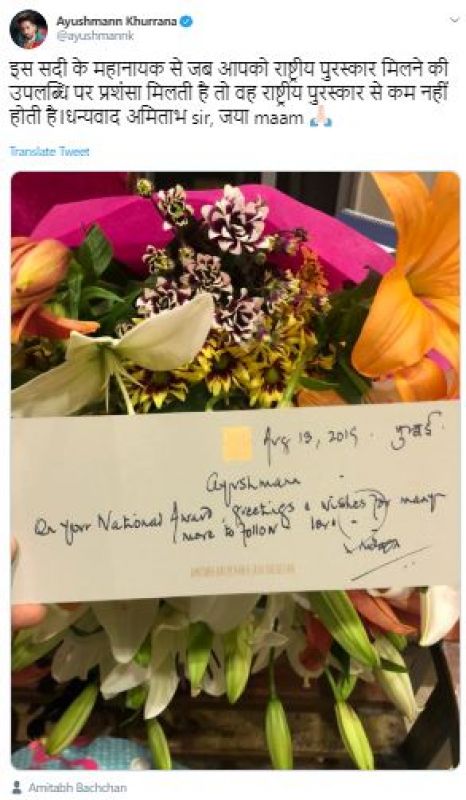 Ayushmann Khurrana
@ayushmannk
इस सदी के महानायक से जब आपको राष्ट्रीय पुरस्कार मिलने की
उपलब्धि पर प्रशंसा मिलती है तो वह राष्ट्रीय पुरस्कार से कम नहीं
होती है।धन्यवाद अमिताभ sir, जया maam
Translate Tweet
Aug 13, 2019. मुम्बई.
Ayushmann
On your National Award, greetings & wishes for many
more to follow love
Amitabh Bachchan